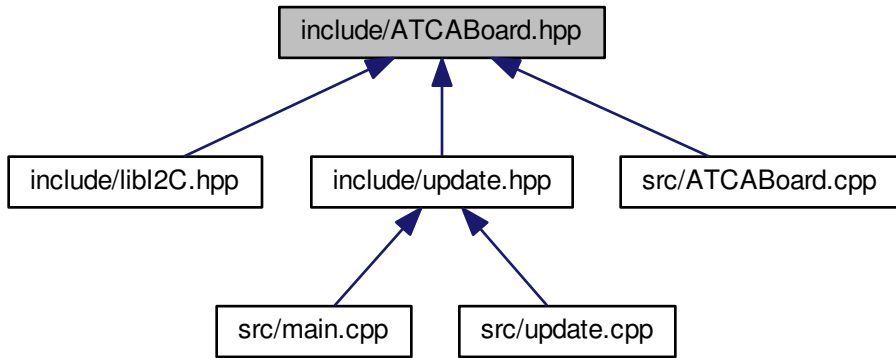 include/ATCABoard.hpp
include/libI2C.hpp
include/update.hpp
src/ATCABoard.cpp
src/main.cpp
src/update.cpp